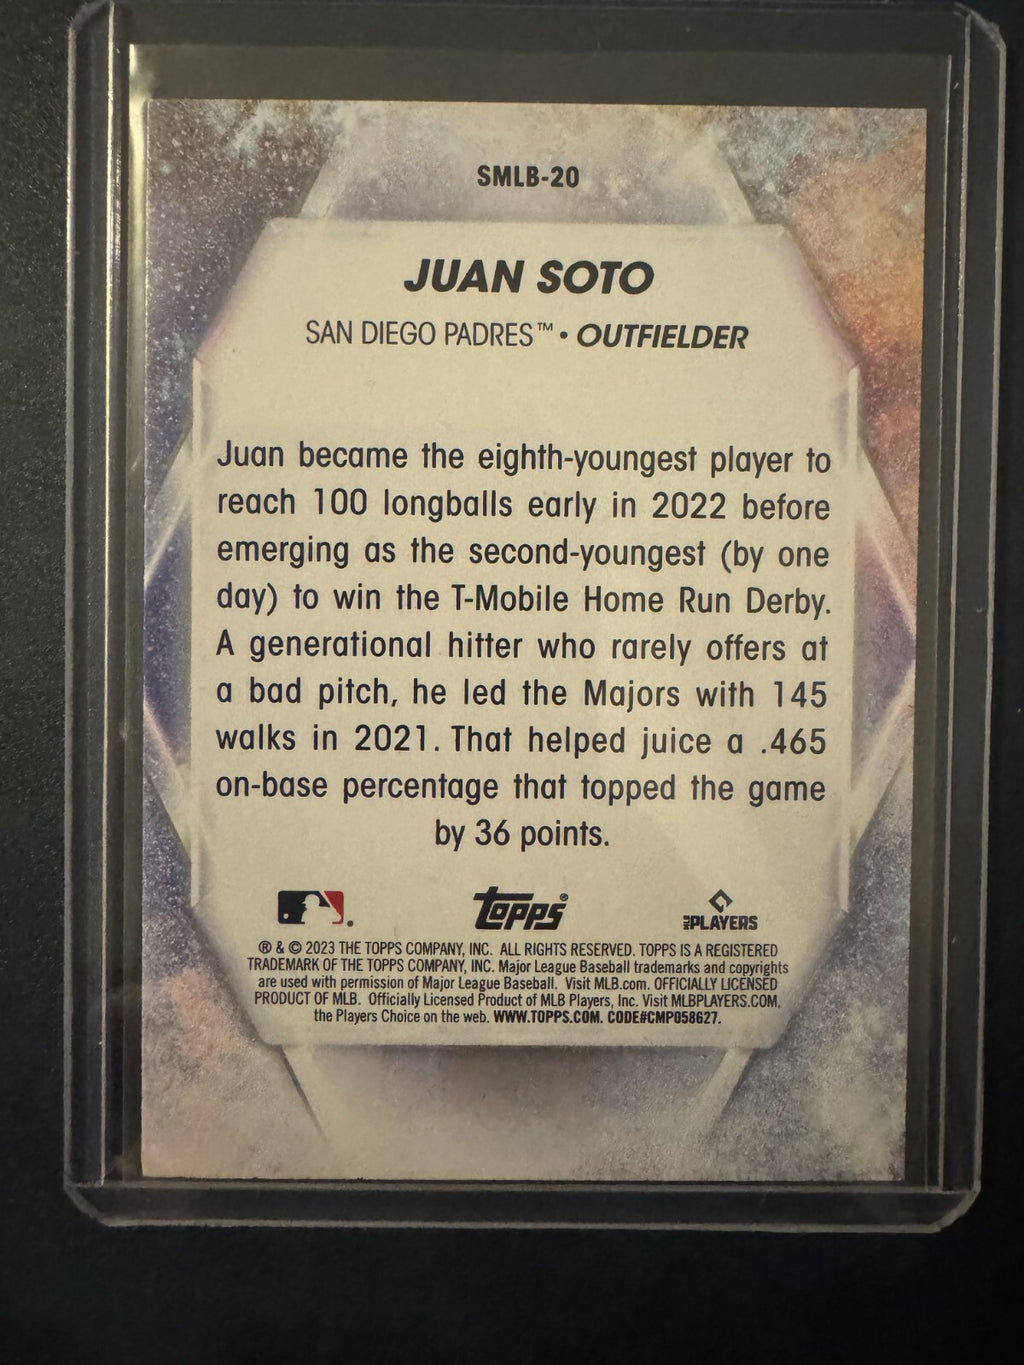 SMLB-20
JUAN SOTO
SAN DIEGO PADRES™ • OUTFIELDER
Juan became the eighth-youngest player to
reach 100 longballs early in 2022 before
emerging as the second-youngest (by one
day) to win the T-Mobile Home Run Derby.
A generational hitter who rarely offers at
a bad pitch, he led the Majors with 145
walks in 2021. That helped juice a .465
on-base percentage that topped the game
by 36 points.
topps® MLB PLAYERS
® & © 2023 THE TOPPS COMPANY, INC. ALL RIGHTS RESERVED. TOPPS IS A REGISTERED
TRADEMARK OF THE TOPPS COMPANY, INC. Major League Baseball trademarks and copyrights
are used with permission of Major League Baseball. Visit MLB.com. OFFICIALLY LICENSED
PRODUCT OF MLB. Officially Licensed Product of MLB Players, Inc. Visit MLBPLAYERS.COM,
the Players Choice on the web. WWW.TOPPS.COM. CODE#CMP058627.